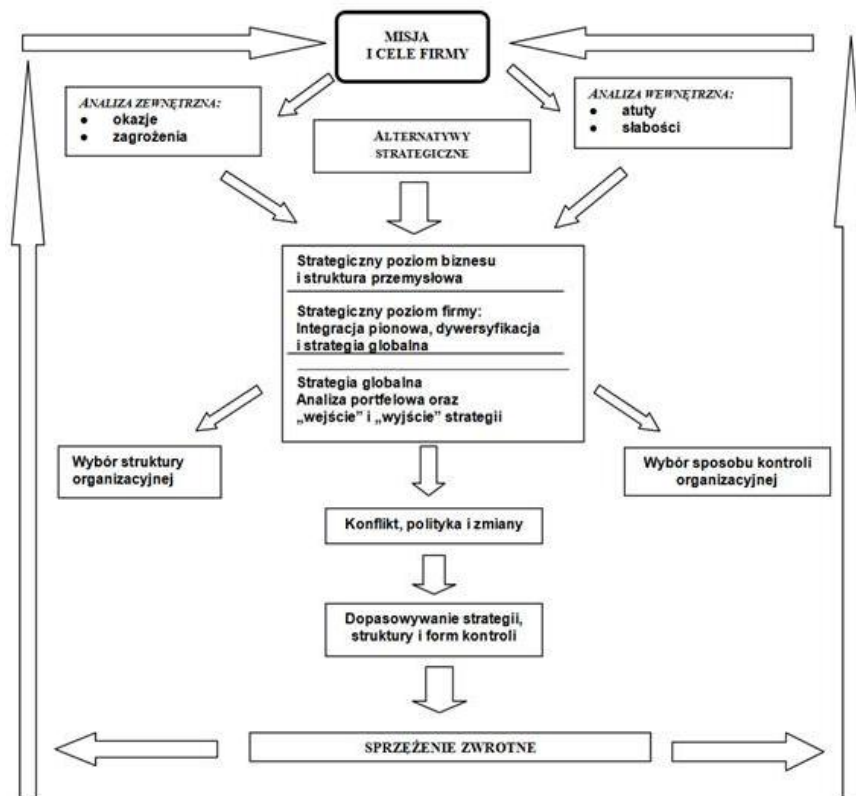 MISJA
I CELE FIRMY
ANALIZA ZEWNĘTRZNA:
● okazje
● zagrożenia
ANALIZA WEWNĘTRZNA:
● atuty
● słabości
ALTERNATYWY
STRATEGICZNE
Strategiczny poziom biznesu
i struktura przemysłowa
Strategiczny poziom firmy:
Integracja pionowa, dywersyfikacja
i strategia globalna
Strategia globalna
Analiza portfelowa oraz
„wejście” i „wyjście” strategii
Wybór struktury
organizacyjnej
Wybór sposobu kontroli
organizacyjnej
Konflikt, polityka i zmiany
Dopasowywanie strategii,
struktury i form kontroli
SPRZĘŻENIE ZWROTNE